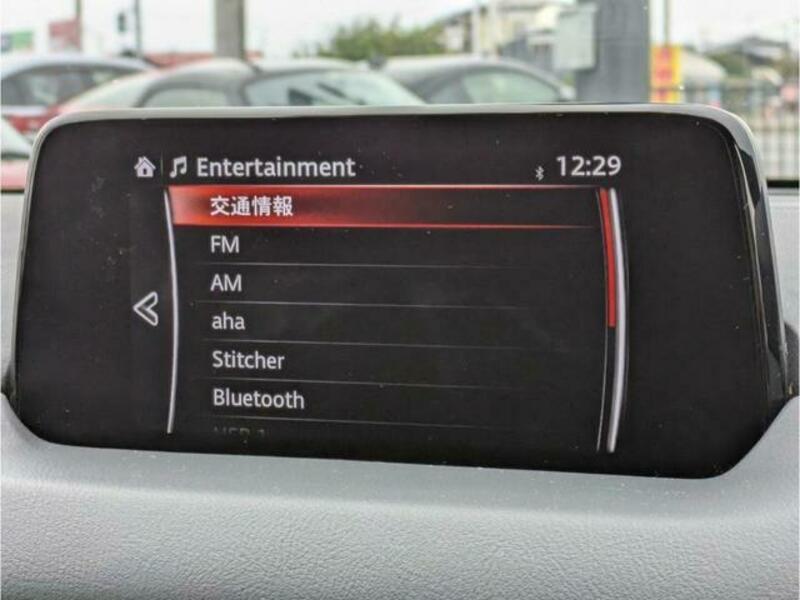 Entertainment 12:29
交通情報
FM
AM
aha
Stitcher
Bluetooth